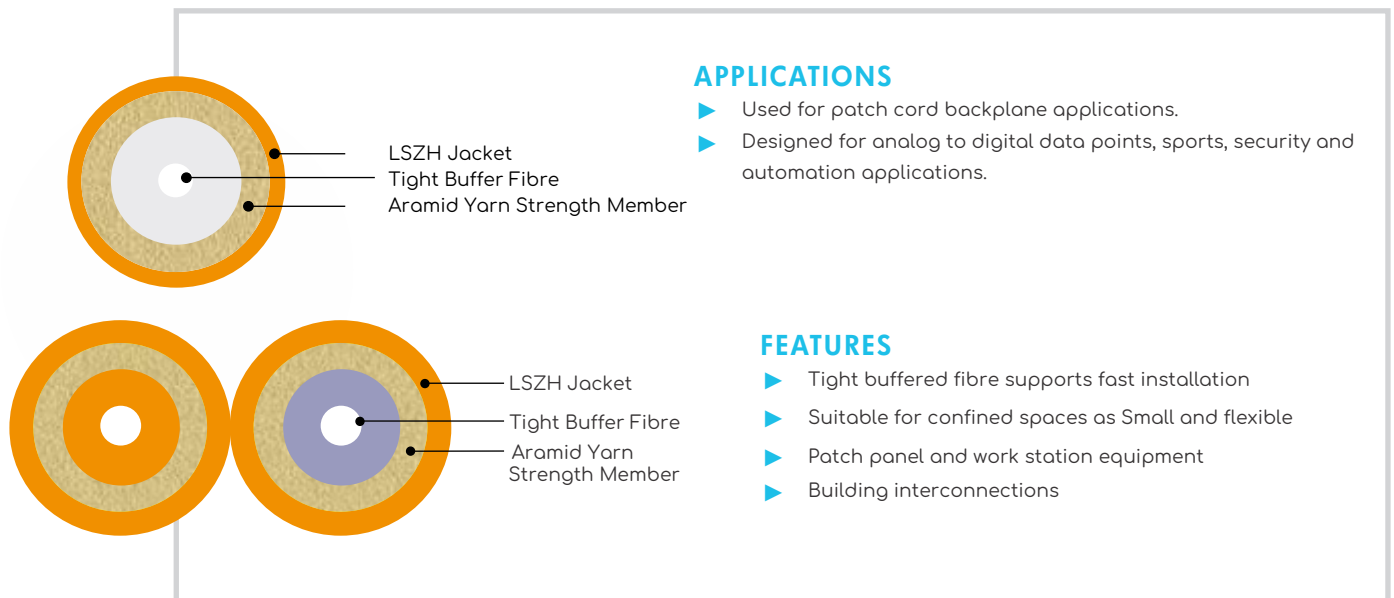 LSZH Jacket
Tight Buffer Fibre
Aramid Yarn Strength Member
APPLICATIONS
Used for patch cord backplane applications.
Designed for analog to digital data points, sports, security and
automation applications.
LSZH Jacket
Tight Buffer Fibre
Aramid Yarn
Strength Member
FEATURES
Tight buffered fibre supports fast installation
Suitable for confined spaces as Small and flexible
Patch panel and work station equipment
Building interconnections